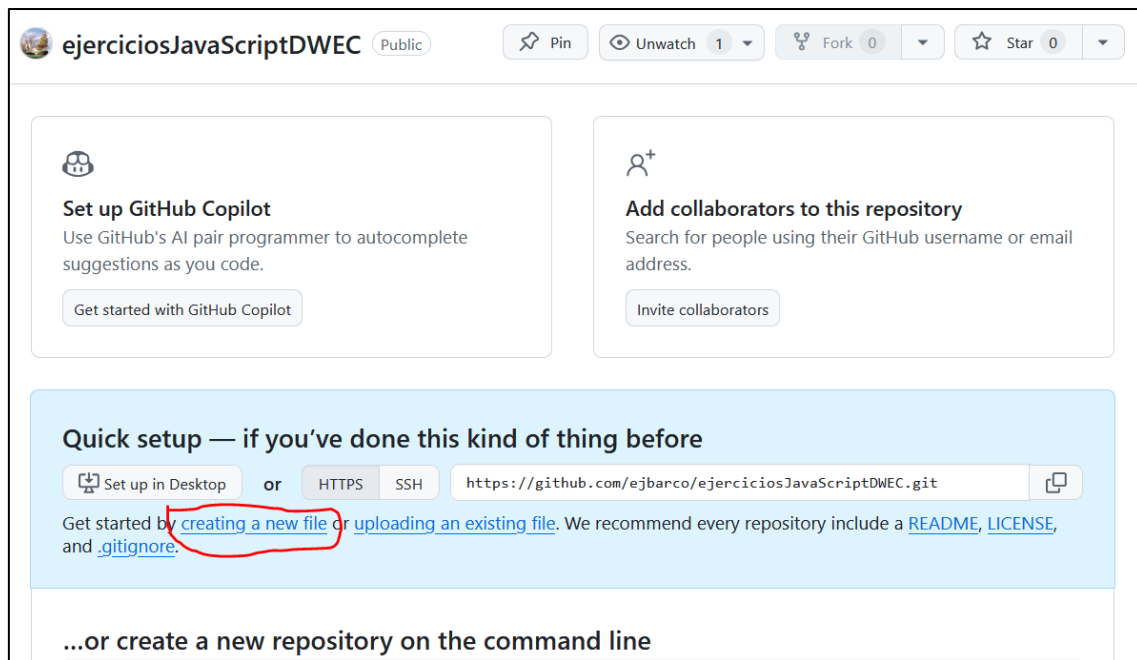 ejerciciosJavaScriptDWEC Public Pin Unwatch 1 Fork 0 Star 0
Set up GitHub Copilot
Use GitHub's AI pair programmer to autocomplete
suggestions as you code.
Get started with GitHub Copilot
Add collaborators to this repository
Search for people using their GitHub username or email
address.
Invite collaborators
Quick setup — if you’ve done this kind of thing before
Set up in Desktop or HTTPS SSH https://github.com/ejbarco/ejerciciosJavaScriptDWEC.git
Get started by creating a new file or uploading an existing file. We recommend every repository include a README, LICENSE,
and .gitignore.
...or create a new repository on the command line